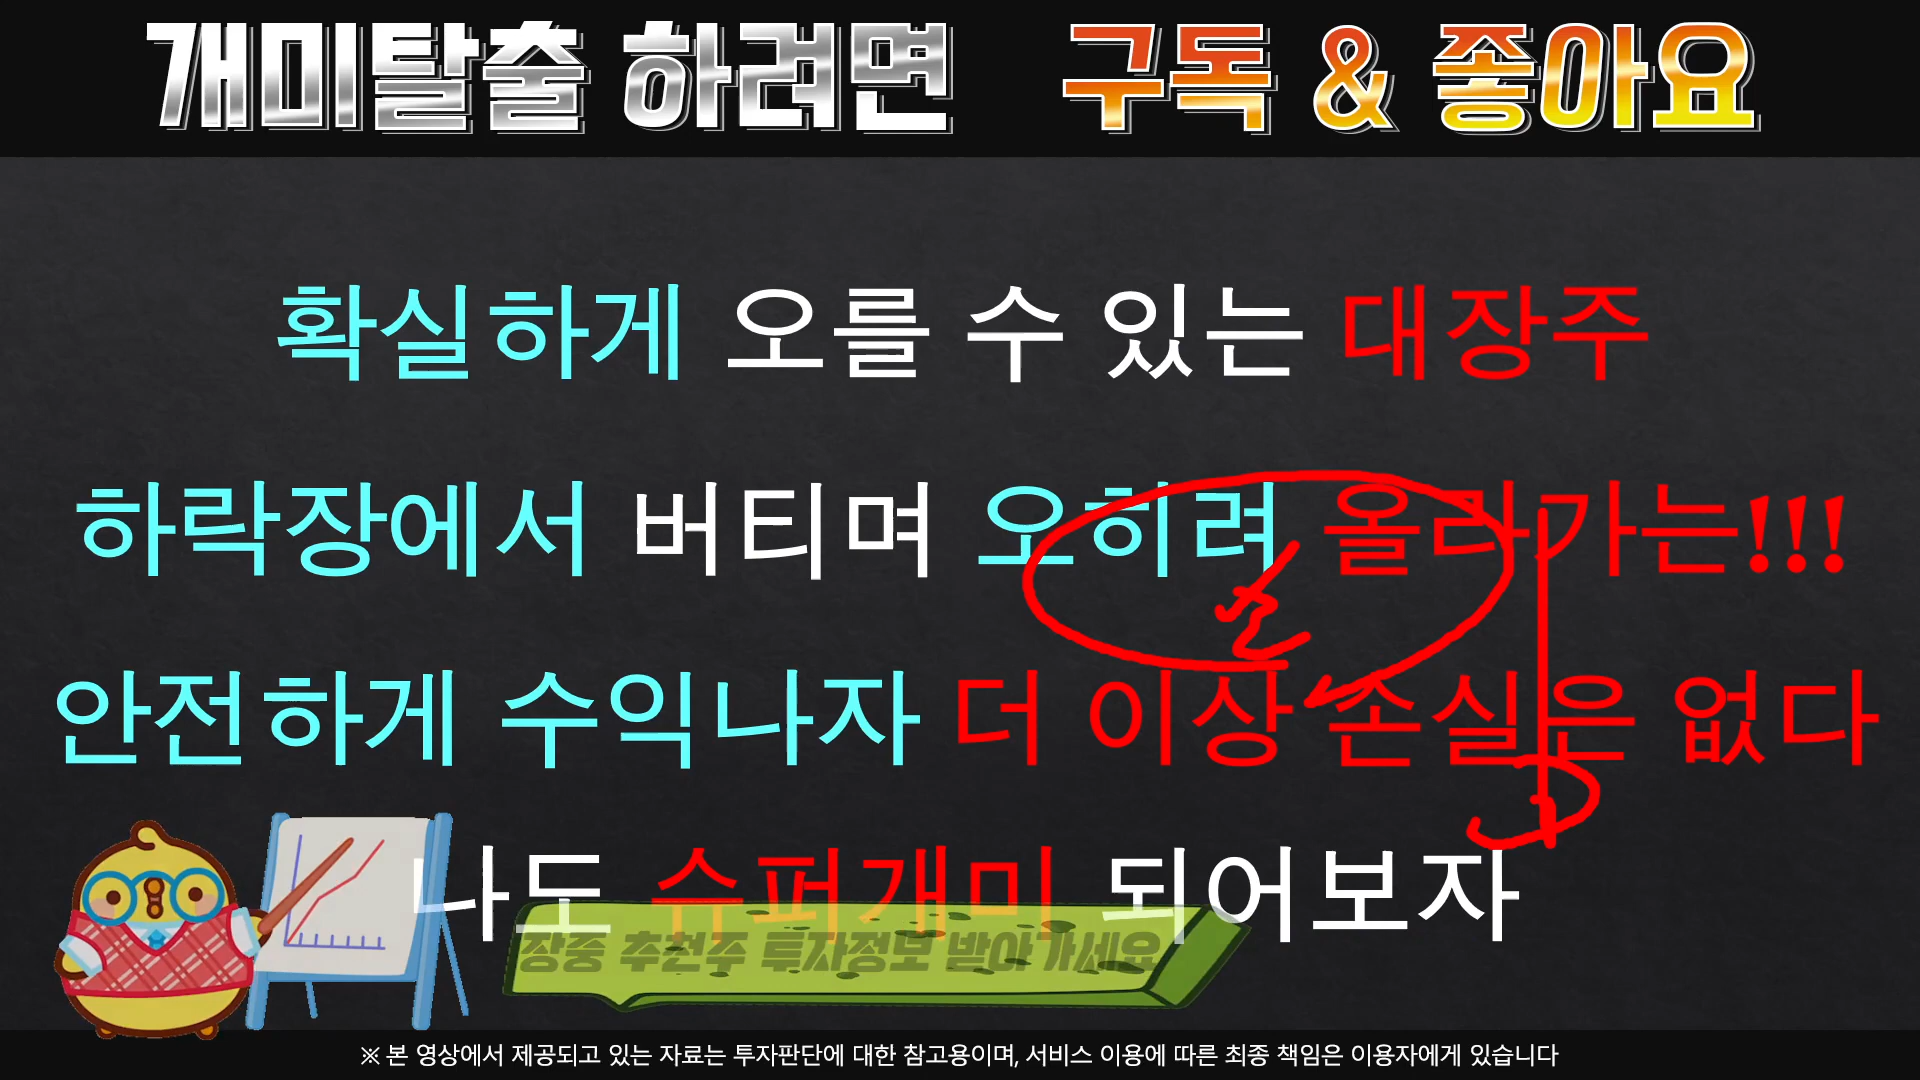 개미탈출 하려면 구독 & 좋아요
확실하게 오를 수 있는 대장주
하락장에서 버티며 오히려 올라가는!!!
안전하게 수익나자 더 이상 손실은 없다
나도 슈퍼개미 되어보자
장중 추천주 투자정보 받아가세요
※ 본 영상에서 제공되고 있는 자료는 투자판단에 대한 참고용이며, 서비스 이용에 따른 최종 책임은 이용자에게 있습니다